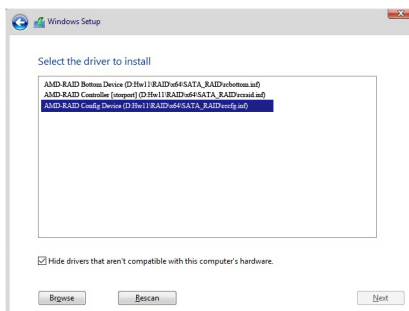 Windows Setup
Select the driver to install
AMD-RAID Bottom Device (D:Hw11\RAID\x64\SATA_RAID\rcbottom.inf)
AMD-RAID Controller [storport] (D:Hw11\RAID\x64\SATA_RAID\rcraid.inf)
AMD-RAID Config Device (D:Hw11\RAID\x64\SATA_RAID\rccfg.inf)
Hide drivers that aren't compatible with this computer's hardware.
Browse Rescan Next